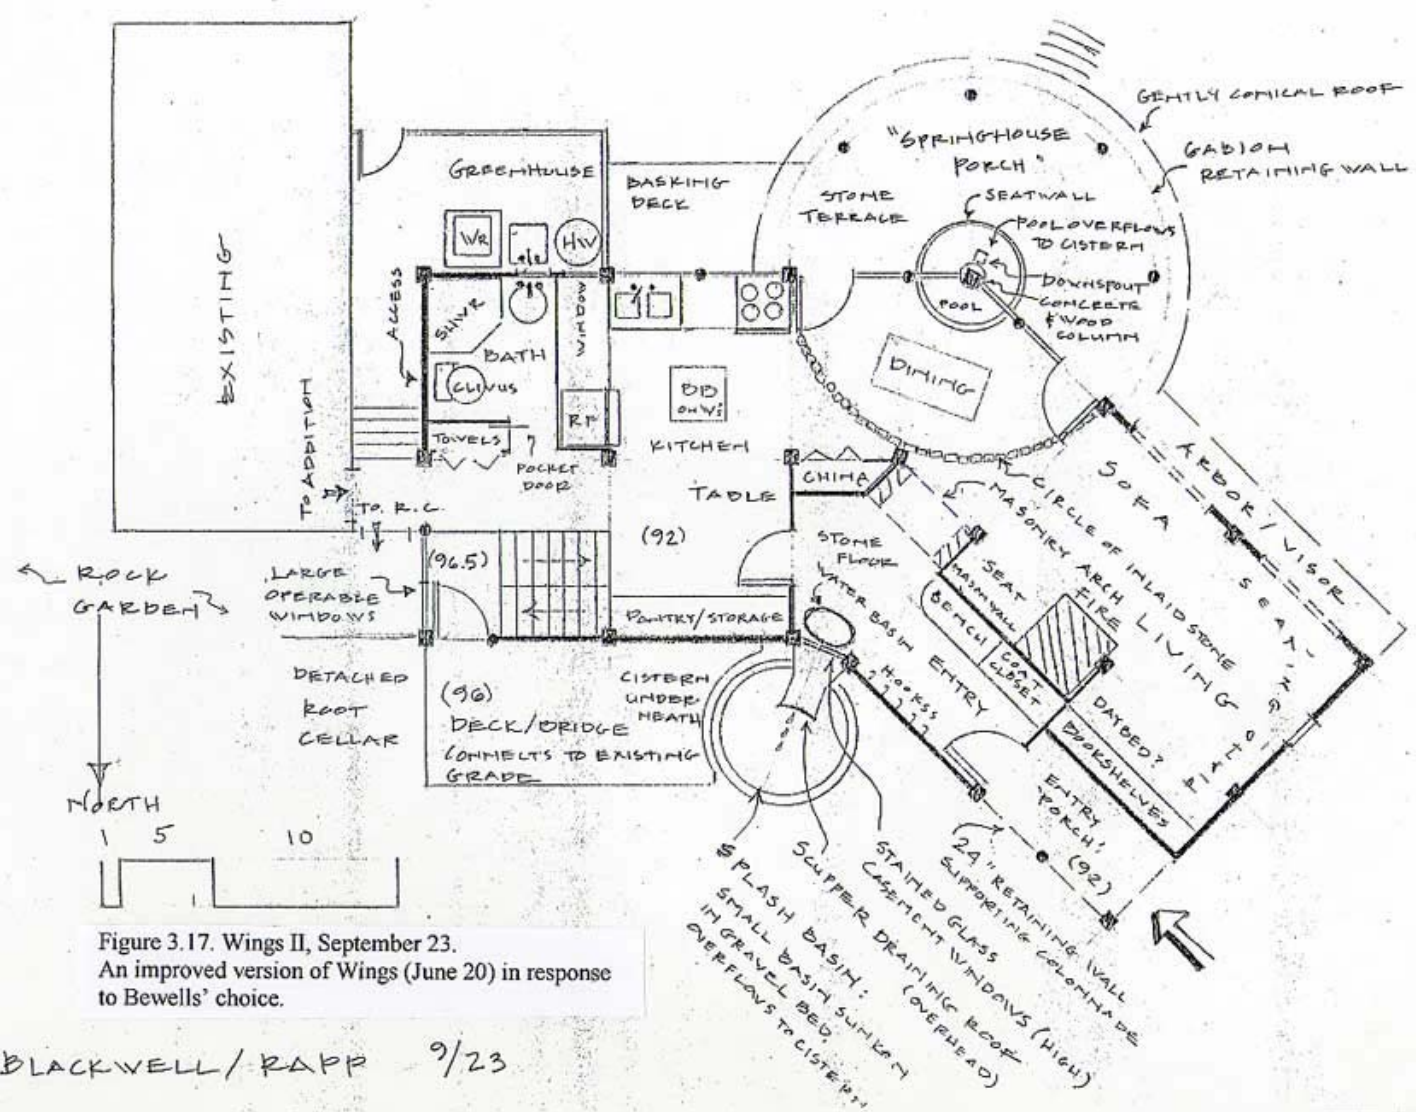 GENTLY CONICAL ROOF
GABION
RETAINING WALL
"SPRINGHOUSE
PORCH"
SEATWALL
STONE
TERRACE
POOL OVERFLOWS
TO CISTERN
DOWNSPOUT
CONCRETE
& WOOD
COLUMN
POOL
DINING
GREENHOUSE
BASKING
DECK
WR
HW
EXISTING
ACCESS
SHWR
BATH
WINDOW
CLIVUS
TOWELS
POCKET
DOOR
RF
BB
ON W's
KITCHEN
TABLE
CHINA
TO ADDITION
TO R.C.
(96.5)
(92)
STONE
FLOOR
WATER BASIN
ENTRY
HOOKS
SEAT
MASONWALL
BENCH
COAT
CLOSET
FIRE
MASONRY ARCH
CIRCLE OF INLAID STONE
LIVING
SOFA
SEATING
ARBOR/VISOR
DAYBED?
BOOKSHELVES
ENTRY
PORCH:
(92)
ROCK
GARDEN
LARGE
OPERABLE
WINDOWS
PANTRY/STORAGE
DETACHED
ROOT
CELLAR
(96)
DECK/BRIDGE
CONNECTS TO EXISTING
GRADE
CISTERN
UNDER
NEATH
NORTH
1 5 10
24" RETAINING WALL
SUPPORTING COLONNADE
STAINED GLASS
CASEMENT WINDOWS (HIGH)
SCUPPER DRAINING ROOF
(OVERHEAD)
SPLASH BASIN:
SMALL BASIN SUNKEN
IN GRAVEL BED,
OVERFLOWS TO CISTERN
Figure 3.17. Wings II, September 23.
An improved version of Wings (June 20) in response
to Bewells' choice.
BLACKWELL/RAPP 9/23